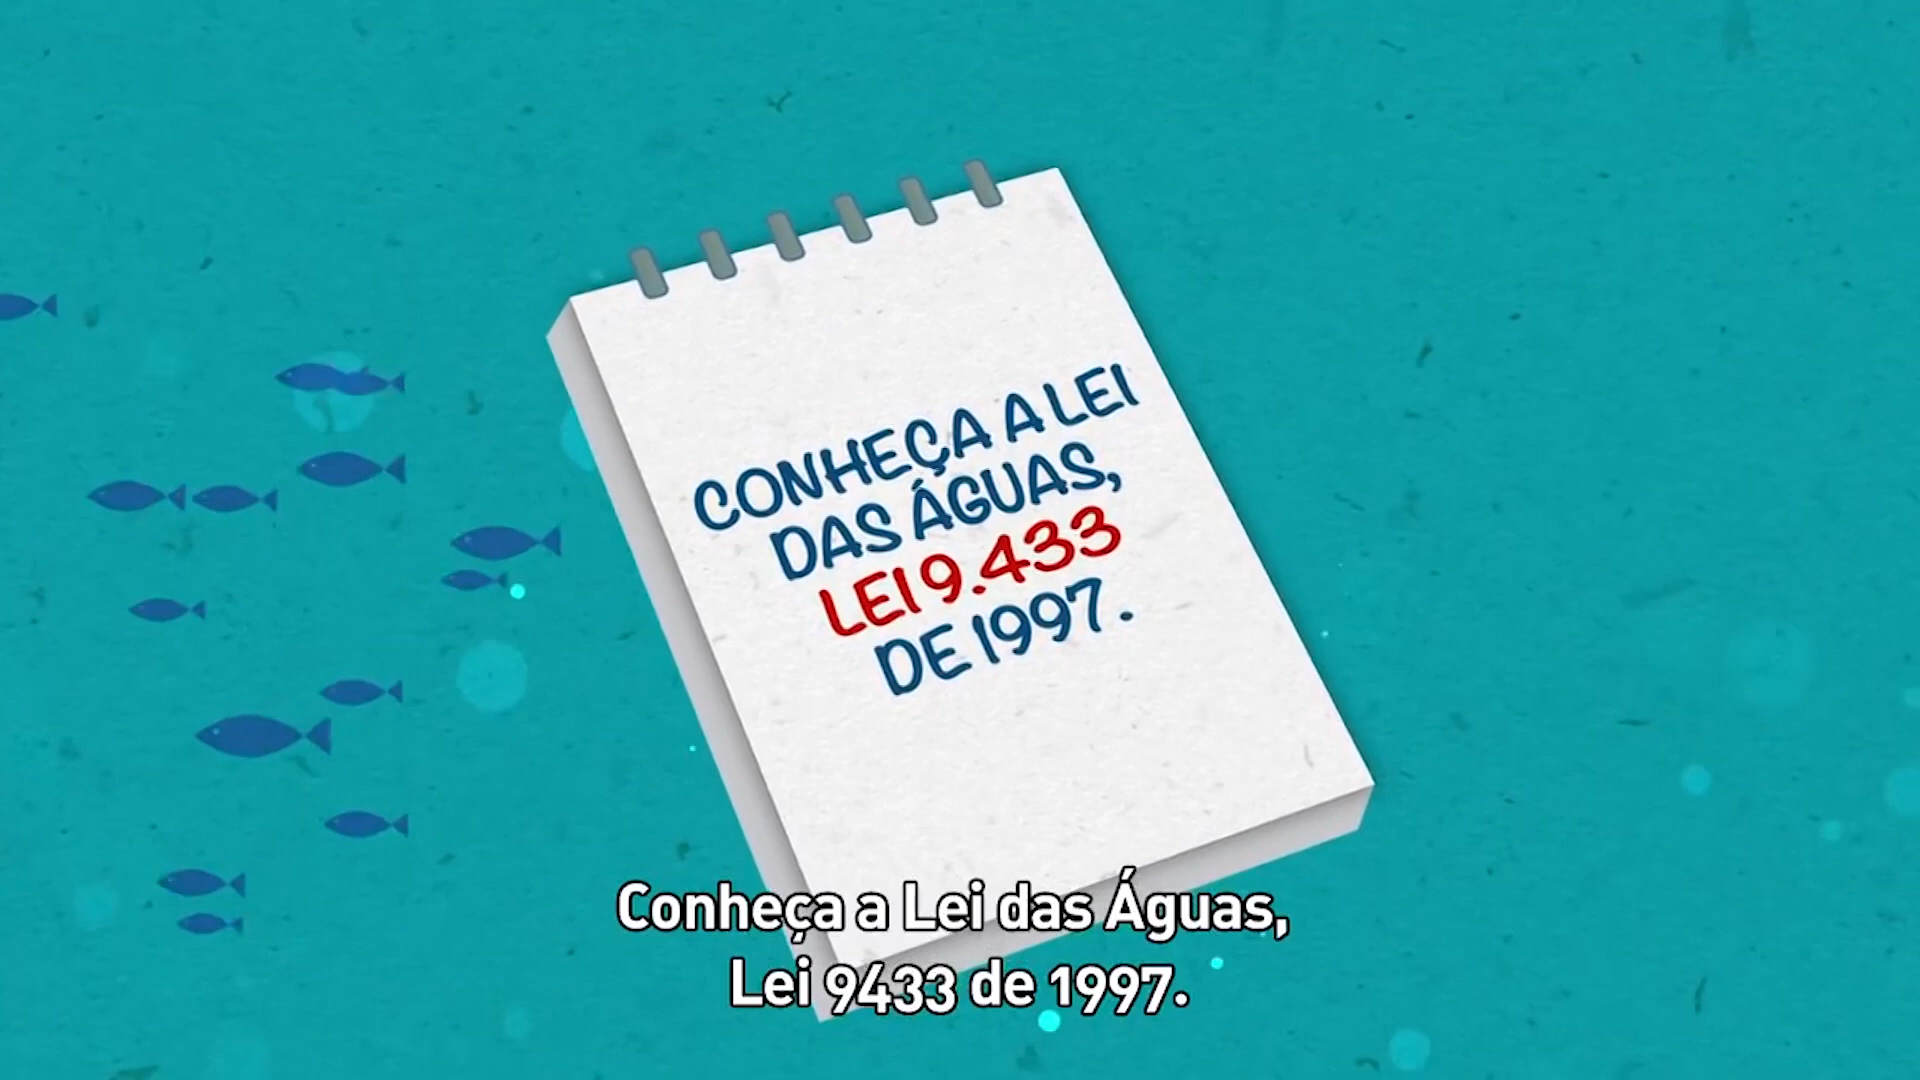 CONHEÇA A LEI
DAS ÁGUAS,
LEI 9.433
DE 1997.
Conheça a Lei das Águas,
Lei 9433 de 1997.